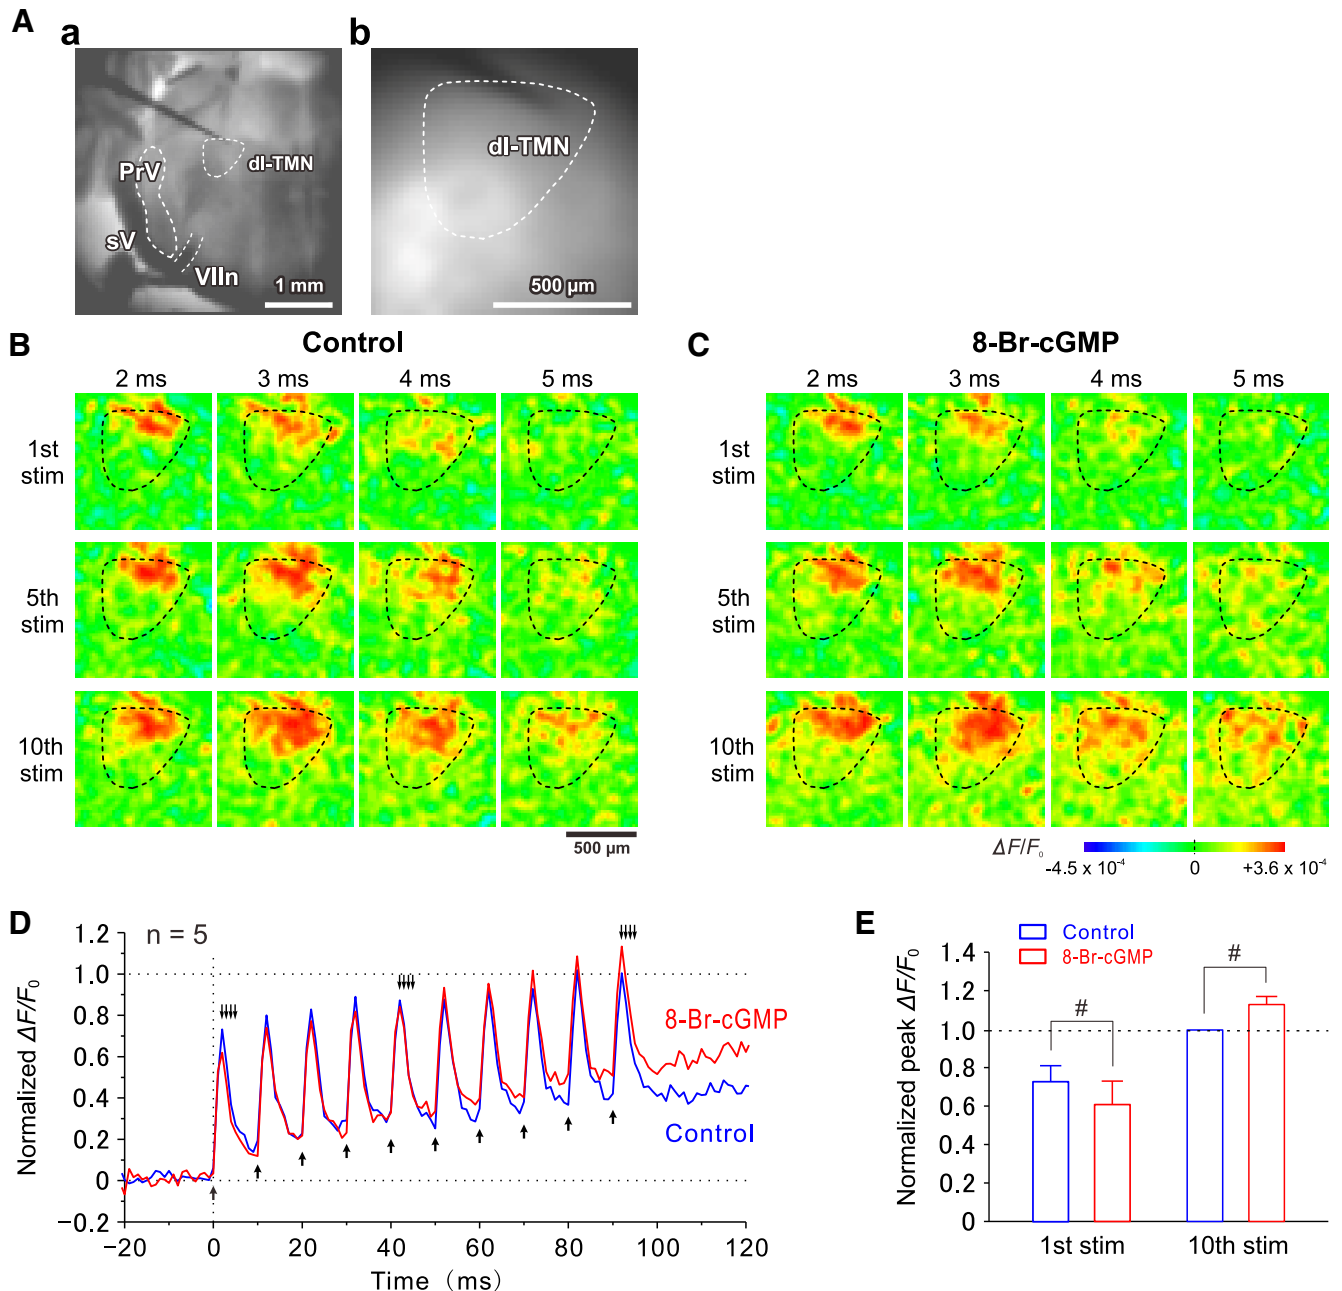 A
a
b
PrV
dl-TMN
sV
VIIn
1 mm
dl-TMN
500 µm
B
Control
2 ms 3 ms 4 ms 5 ms
1st stim
5th stim
10th stim
500 µm
C
8-Br-cGMP
2 ms 3 ms 4 ms 5 ms
1st stim
5th stim
10th stim
ΔF/F₀
-4.5 x 10⁻⁴ 0 +3.6 x 10⁻⁴
D
n = 5
Normalized ΔF/F₀
1.2
1.0
0.8
0.6
0.4
0.2
0
−0.2
8-Br-cGMP
Control
−20 0 20 40 60 80 100 120
Time (ms)
E
Control
8-Br-cGMP
Normalized peak ΔF/F₀
1.4
1.2
1.0
0.8
0.6
0.4
0.2
0
#
#
1st stim 10th stim